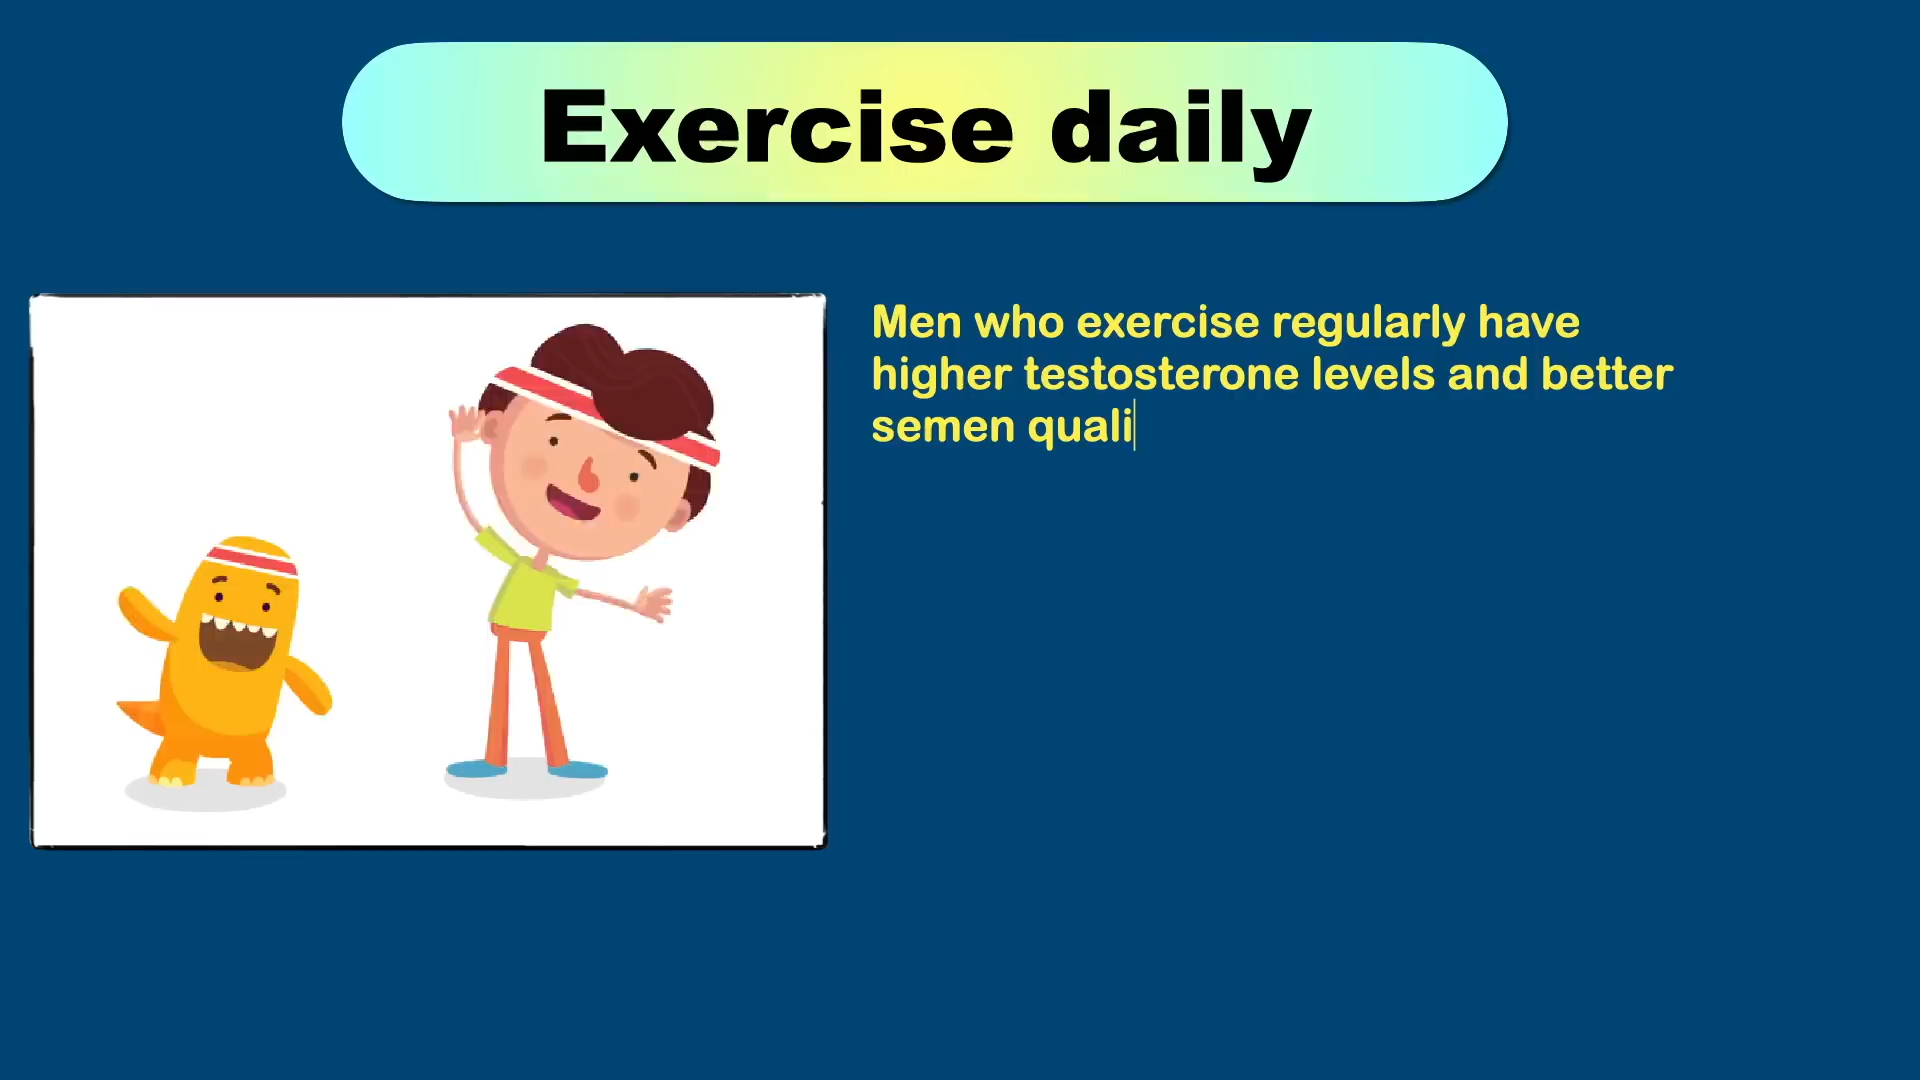 Exercise daily
Men who exercise regularly have
higher testosterone levels and better
semen quali